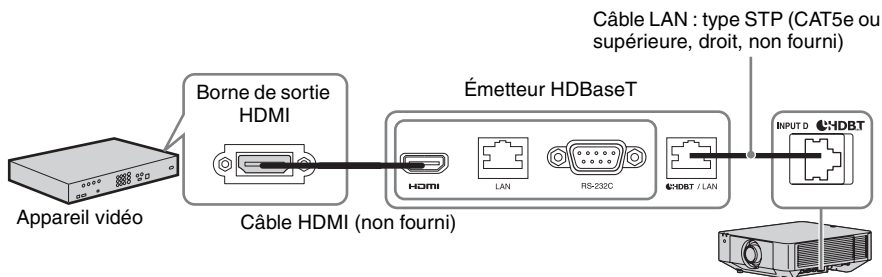 Câble LAN : type STP (CAT5e ou
supérieure, droit, non fourni)
Borne de sortie
HDMI
Émetteur HDBaseT
INPUT D HDBT
HDMI
LAN
RS-232C
HDBT / LAN
Appareil vidéo
Câble HDMI (non fourni)